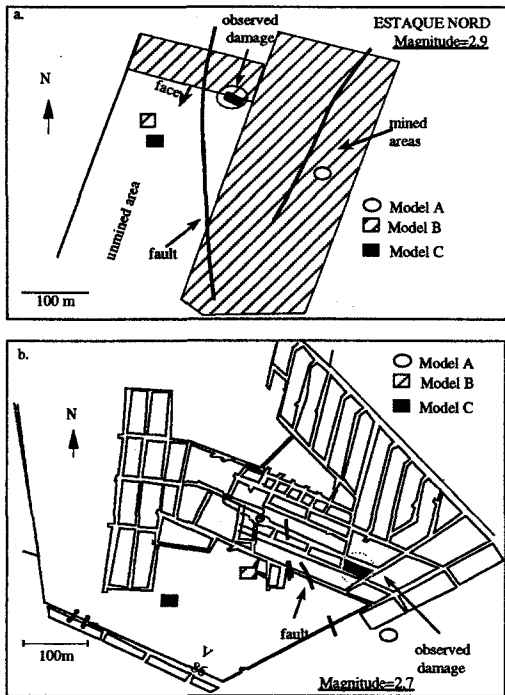 a.
observed
damage
ESTAQUE NORD
Magnitude=2.9
N
face
mined
areas
unmined area
fault
Model A
Model B
Model C
100 m
b.
Model A
Model B
Model C
N
fault
observed
damage
100m
Magnitude=2.7